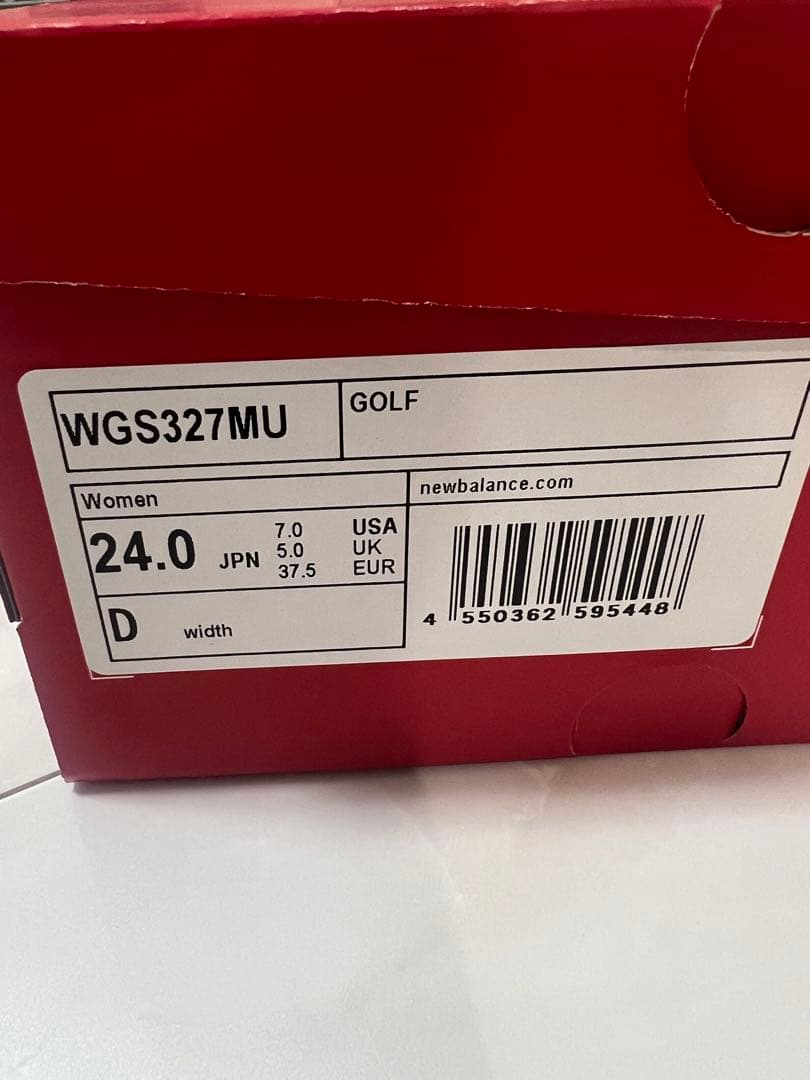 WGS327MU
GOLF
Women
newbalance.com
24.0 JPN
7.0 USA
5.0 UK
37.5 EUR
D width
4 550362 595448